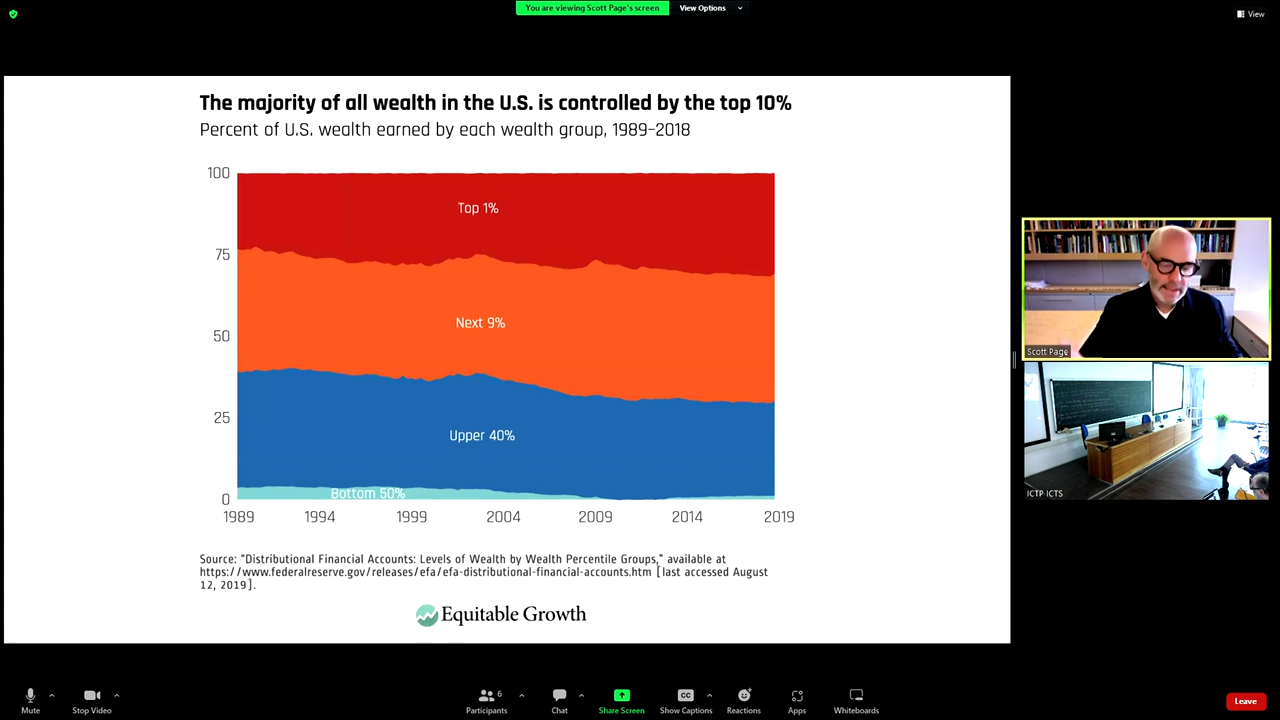 You are viewing Scott Page's screen
View Options
View
The majority of all wealth in the U.S. is controlled by the top 10%
Percent of U.S. wealth earned by each wealth group, 1989–2018
100
75
50
25
0
Top 1%
Next 9%
Upper 40%
Bottom 50%
1989 1994 1999 2004 2009 2014 2019
Source: "Distributional Financial Accounts: Levels of Wealth by Wealth Percentile Groups," available at
https://www.federalreserve.gov/releases/efa/efa-distributional-financial-accounts.htm [last accessed August
12, 2019].
Equitable Growth
Scott Page
ICTP ICTS
Mute
Stop Video
Participants 6
Chat
Share Screen
CC
Show Captions
Reactions
Apps
Whiteboards
Leave